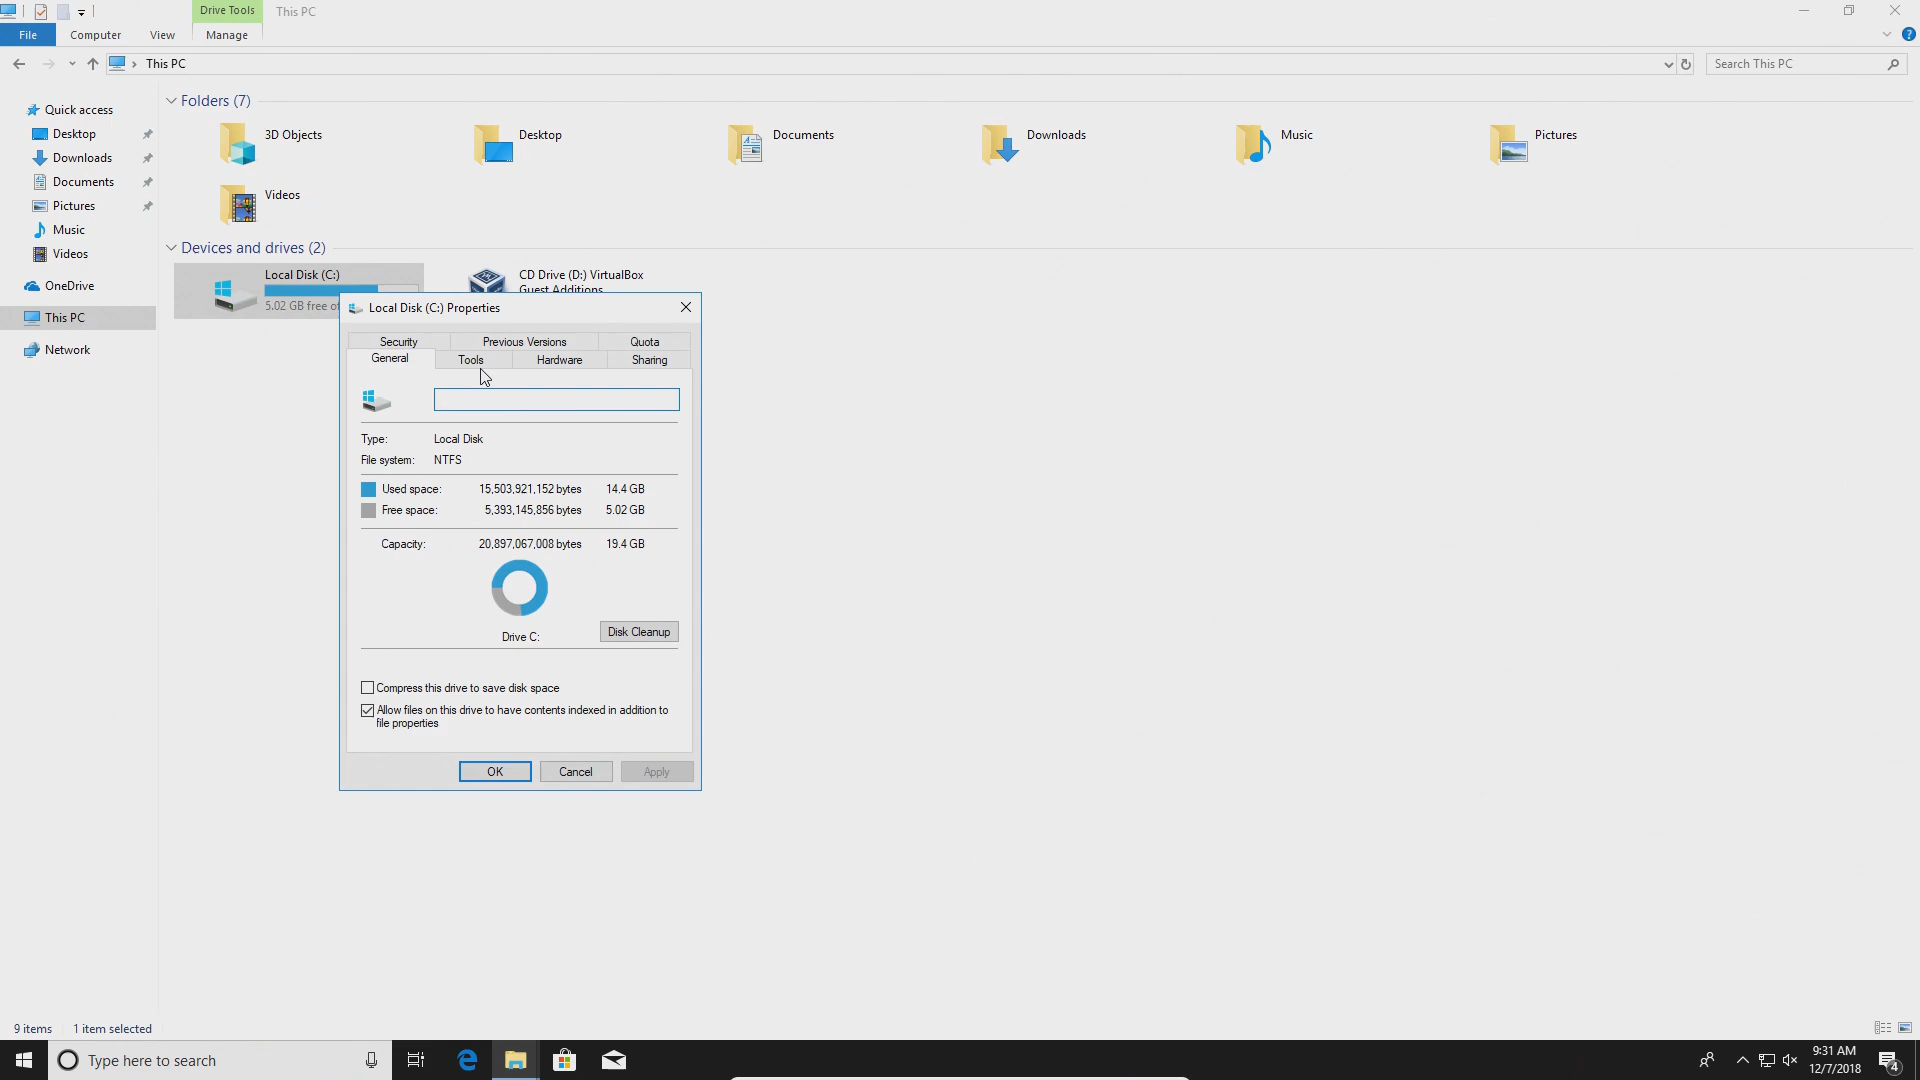 Drive Tools
This PC
File
Computer
View
Manage
This PC
Search This PC
Quick access
Desktop
Downloads
Documents
Pictures
Music
Videos
OneDrive
This PC
Network
Folders (7)
3D Objects
Desktop
Documents
Downloads
Music
Pictures
Videos
Devices and drives (2)
Local Disk (C:)
5.02 GB free of
CD Drive (D:) VirtualBox
Guest Additions
Local Disk (C:) Properties
Security
Previous Versions
Quota
General
Tools
Hardware
Sharing
Type: Local Disk
File system: NTFS
Used space: 15,503,921,152 bytes 14.4 GB
Free space: 5,393,145,856 bytes 5.02 GB
Capacity: 20,897,067,008 bytes 19.4 GB
Drive C:
Disk Cleanup
Compress this drive to save disk space
Allow files on this drive to have contents indexed in addition to
file properties
OK
Cancel
Apply
9 items
1 item selected
Type here to search
9:31 AM
12/7/2018
4